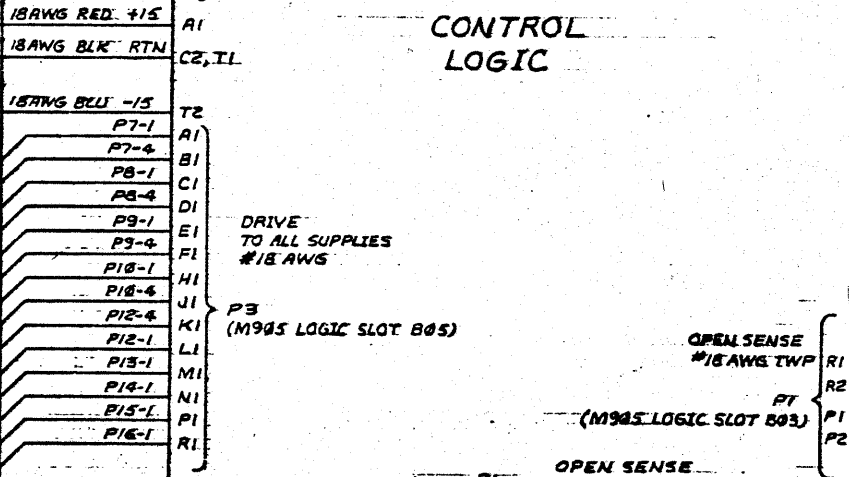 18AWG RED +15
A1
18AWG BLK RTN
C2, T1
18AWG BLU -15
T2
P7-1
A1
P7-4
B1
P8-1
C1
P8-4
D1
P9-1
E1
P9-4
F1
P10-1
H1
P10-4
J1
P12-4
K1
P12-1
L1
P13-1
M1
P14-1
N1
P15-1
P1
P16-1
R1
CONTROL
LOGIC
DRIVE
TO ALL SUPPLIES
#18 AWG
P3
(M905 LOGIC SLOT B05)
OPEN SENSE
#18 AWG TWP
R1
R2
(M905 LOGIC SLOT B03)
P1
P2
OPEN SENSE